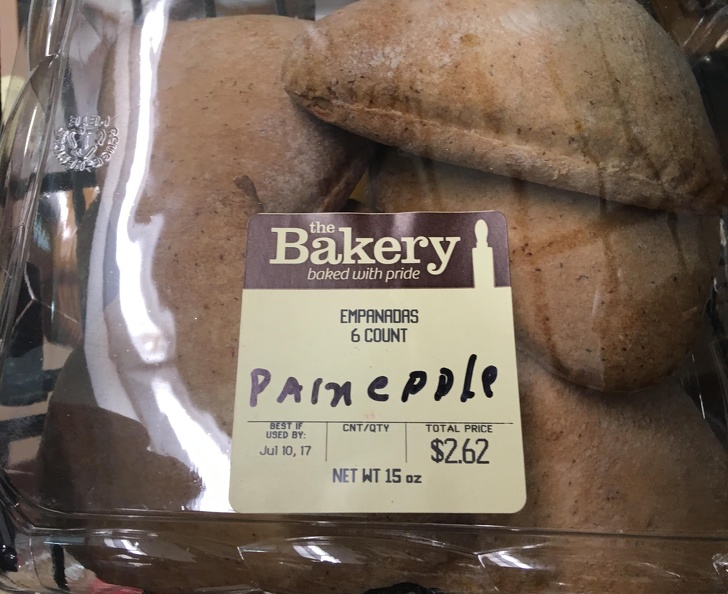 the
Bakery
baked with pride
EMPANADAS
6 COUNT
PAINEPPLE
BEST IF
USED BY:
Jul 10, 17
CNT/QTY
TOTAL PRICE
$2.62
NET WT 15 oz